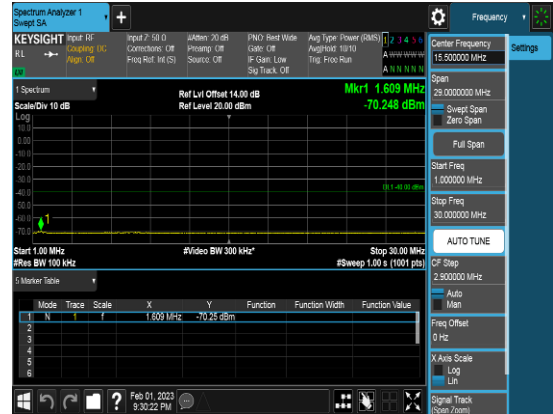 Spectrum Analyzer 1
Swept SA
+
Frequency
KEYSIGHT
RL
Input: RF
Coupling: DC
Align: Off
Input Z: 50 Ω
Corrections: Off
Freq Ref: Int (S)
#Atten: 20 dB
Preamp: Off
Source: Off
PNO: Best Wide
Gate: Off
IF Gain: Low
Sig Track: Off
Avg Type: Power (RMS)
Avg|Hold: 10/10
Trig: Free Run
1 2 3 4 5 6
A W W W W W
A N N N N N
1 Spectrum
Scale/Div 10 dB
Ref Lvl Offset 14.00 dB
Ref Level 20.00 dBm
Mkr1 1.609 MHz
-70.248 dBm
Log
10.0
0.00
-10.0
-20.0
-30.0
-40.0
-50.0
-60.0
-70.0
DL1 -40.00 dBm
1
Start 1.00 MHz
#Res BW 100 kHz
#Video BW 300 kHz*
Stop 30.00 MHz
#Sweep 1.00 s (1001 pts)
5 Marker Table
Mode Trace Scale X Y Function Function Width Function Value
1 N 1 f 1.609 MHz -70.25 dBm
2
3
4
5
6
Center Frequency
15.500000 MHz
Settings
Span
29.0000000 MHz
Swept Span
Zero Span
Full Span
Start Freq
1.000000 MHz
Stop Freq
30.000000 MHz
AUTO TUNE
CF Step
2.900000 MHz
Auto
Man
Freq Offset
0 Hz
X Axis Scale
Log
Lin
Signal Track
(Span Zoom)
?
Feb 01, 2023
9:30:22 PM